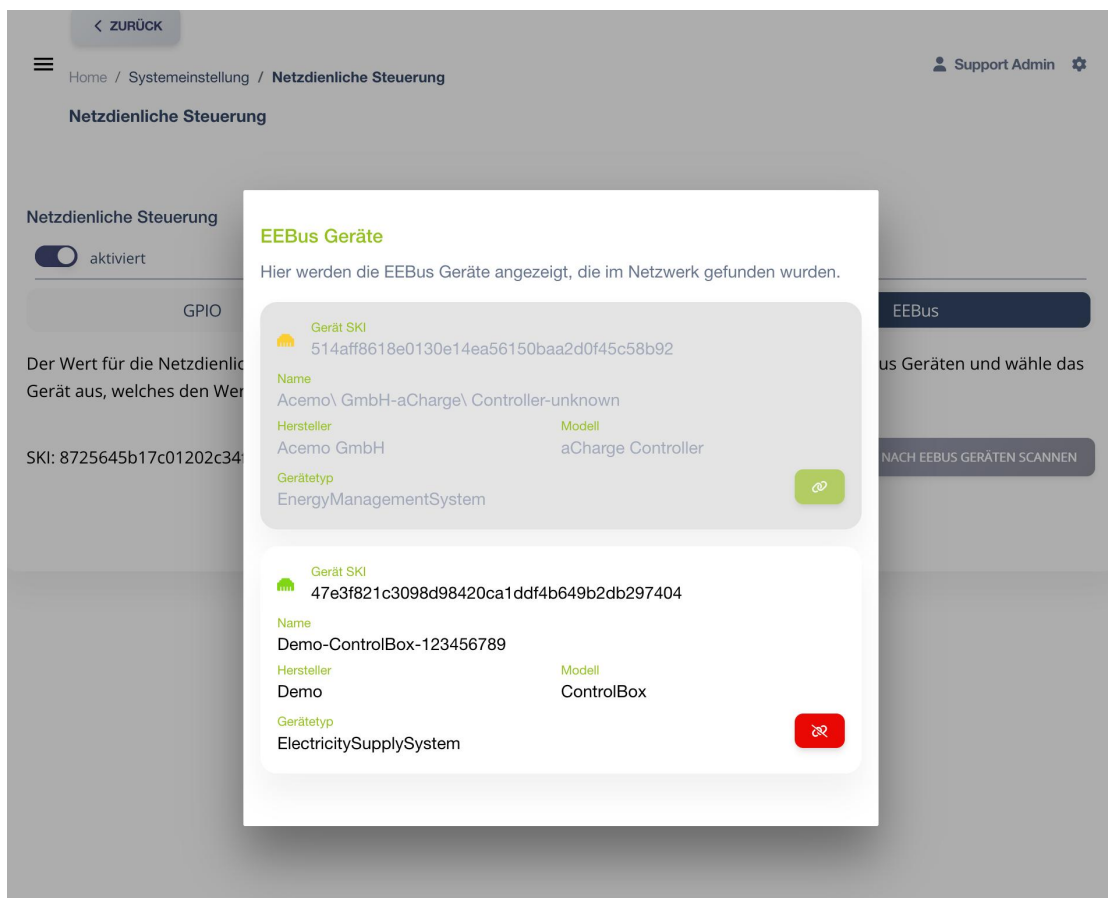 ZURÜCK
Home / Systemeinstellung / Netzdienliche Steuerung
Support Admin
Netzdienliche Steuerung
Netzdienliche Steuerung
aktiviert
GPIO
EEBus
Der Wert für die
us Geräten und wähle das
Gerät aus, welches den
SKI:
NACH EEBUS GERÄTEN SCANNEN
EEBus Geräte
Hier werden die EEBus Geräte angezeigt, die im Netzwerk gefunden wurden.
Gerät SKI
514aff8618e0130e14ea56150baa2d0f45c58b92
Name
Acemo\ GmbH-aCharge\ Controller-unknown
Hersteller
Modell
Acemo GmbH
aCharge Controller
Gerätetyp
EnergyManagementSystem
Gerät SKI
47e3f821c3098d98420ca1ddf4b649b2db297404
Name
Demo-ControlBox-123456789
Hersteller
Modell
Demo
ControlBox
Gerätetyp
ElectricitySupplySystem